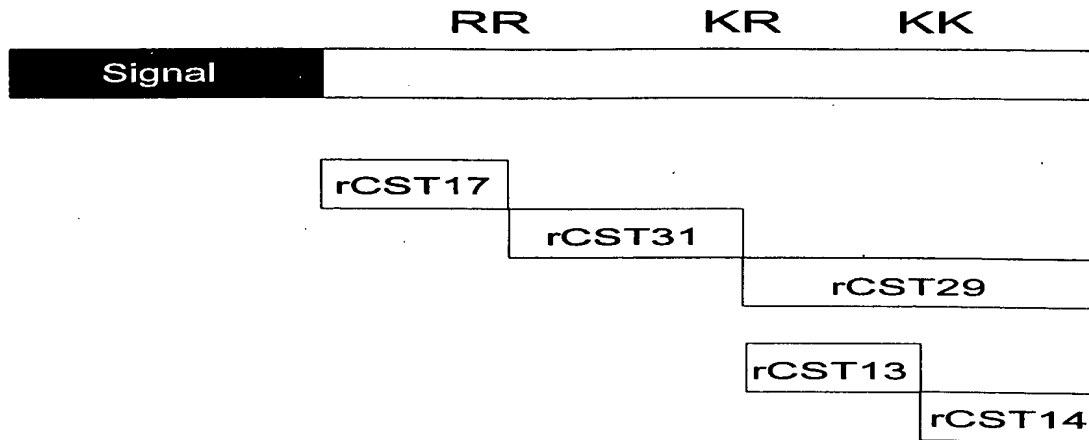 RR KR KK
Signal
rCST17
rCST31
rCST29
rCST13
rCST14